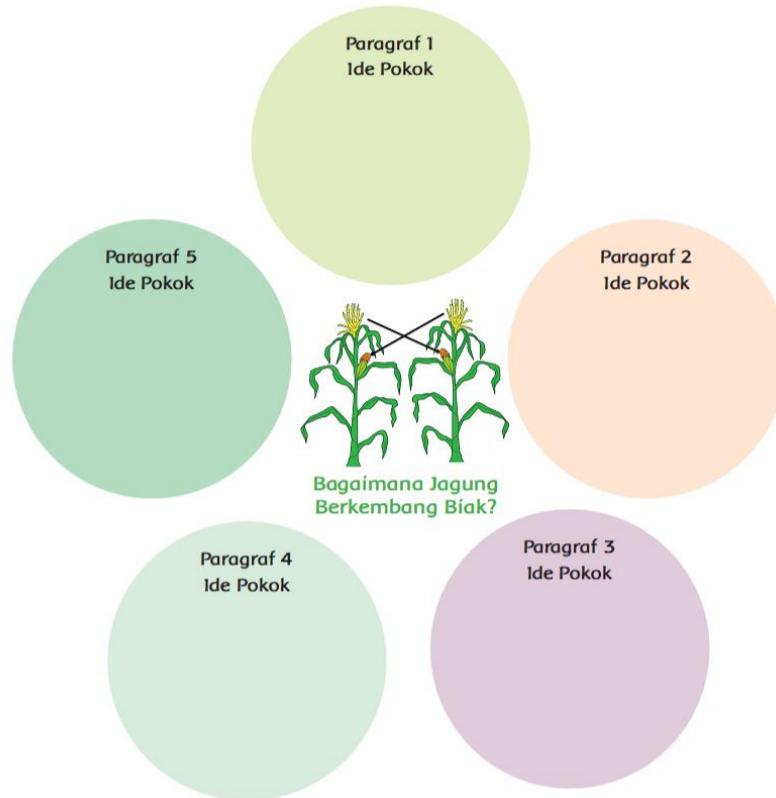 Paragraf 1
Ide Pokok
Paragraf 2
Ide Pokok
Paragraf 3
Ide Pokok
Paragraf 4
Ide Pokok
Paragraf 5
Ide Pokok
Bagaimana Jagung
Berkembang Biak?